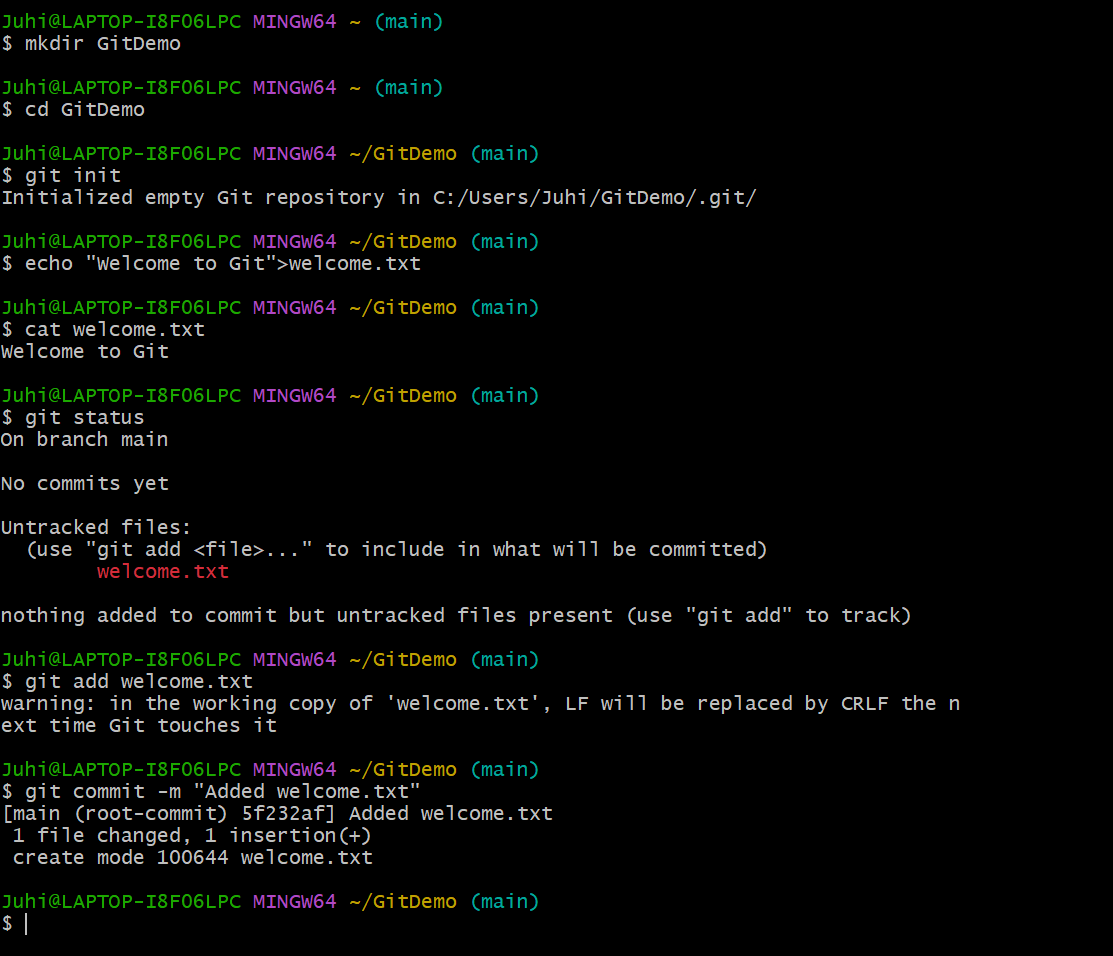 Juhi@LAPTOP-I8FO6LPC MINGW64 ~ (main)
$ mkdir GitDemo
Juhi@LAPTOP-I8FO6LPC MINGW64 ~ (main)
$ cd GitDemo
Juhi@LAPTOP-I8FO6LPC MINGW64 ~/GitDemo (main)
$ git init
Initialized empty Git repository in C:/Users/Juhi/GitDemo/.git/
Juhi@LAPTOP-I8FO6LPC MINGW64 ~/GitDemo (main)
$ echo "Welcome to Git">welcome.txt
Juhi@LAPTOP-I8FO6LPC MINGW64 ~/GitDemo (main)
$ cat welcome.txt
Welcome to Git
Juhi@LAPTOP-I8FO6LPC MINGW64 ~/GitDemo (main)
$ git status
On branch main
No commits yet
Untracked files:
  (use "git add <file>..." to include in what will be committed)
        welcome.txt
nothing added to commit but untracked files present (use "git add" to track)
Juhi@LAPTOP-I8FO6LPC MINGW64 ~/GitDemo (main)
$ git add welcome.txt
warning: in the working copy of 'welcome.txt', LF will be replaced by CRLF the n
ext time Git touches it
Juhi@LAPTOP-I8FO6LPC MINGW64 ~/GitDemo (main)
$ git commit -m "Added welcome.txt"
[main (root-commit) 5f232af] Added welcome.txt
 1 file changed, 1 insertion(+)
 create mode 100644 welcome.txt
Juhi@LAPTOP-I8FO6LPC MINGW64 ~/GitDemo (main)
$